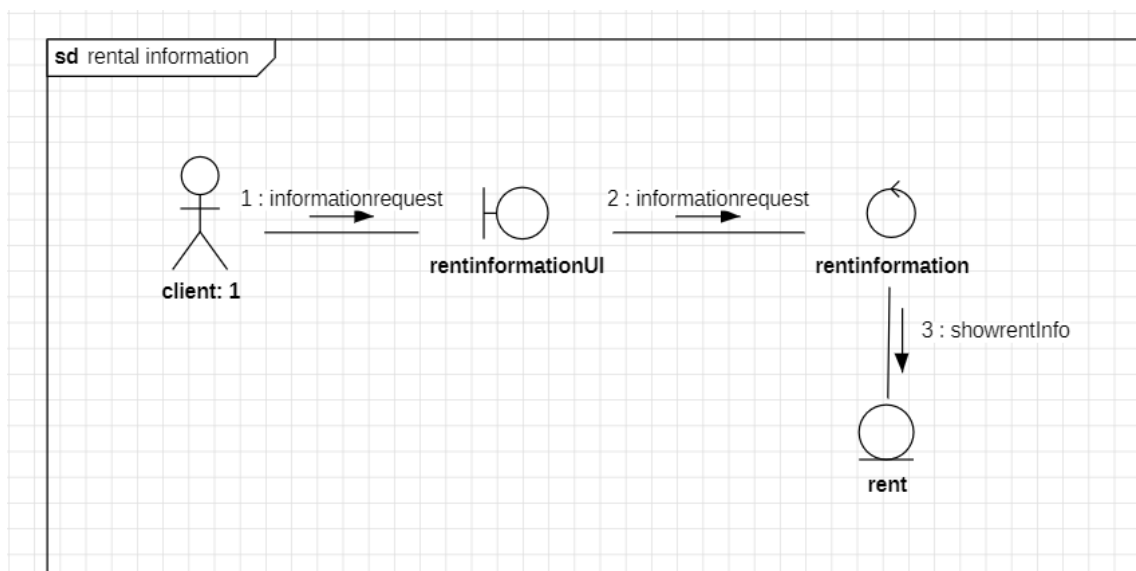 sd rental information
1 : informationrequest
2 : informationrequest
rentinformationUI
rentinformation
client: 1
3 : showrentInfo
rent